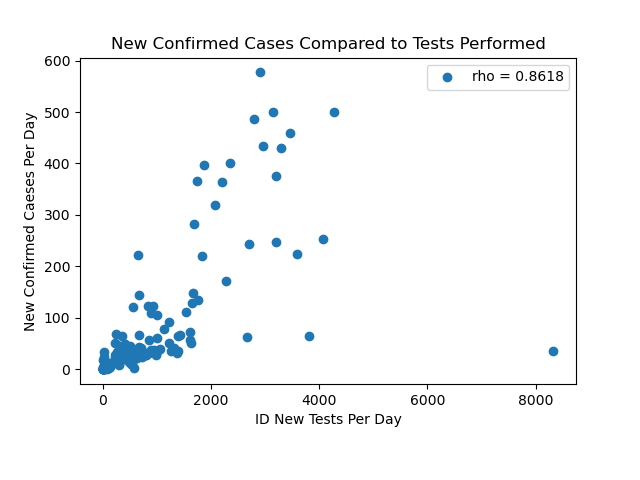 New Confirmed Cases Compared to Tests Performed
rho = 0.8618
600
500
400
300
200
100
0
New Confirmed Caeses Per Day
0 2000 4000 6000 8000
ID New Tests Per Day